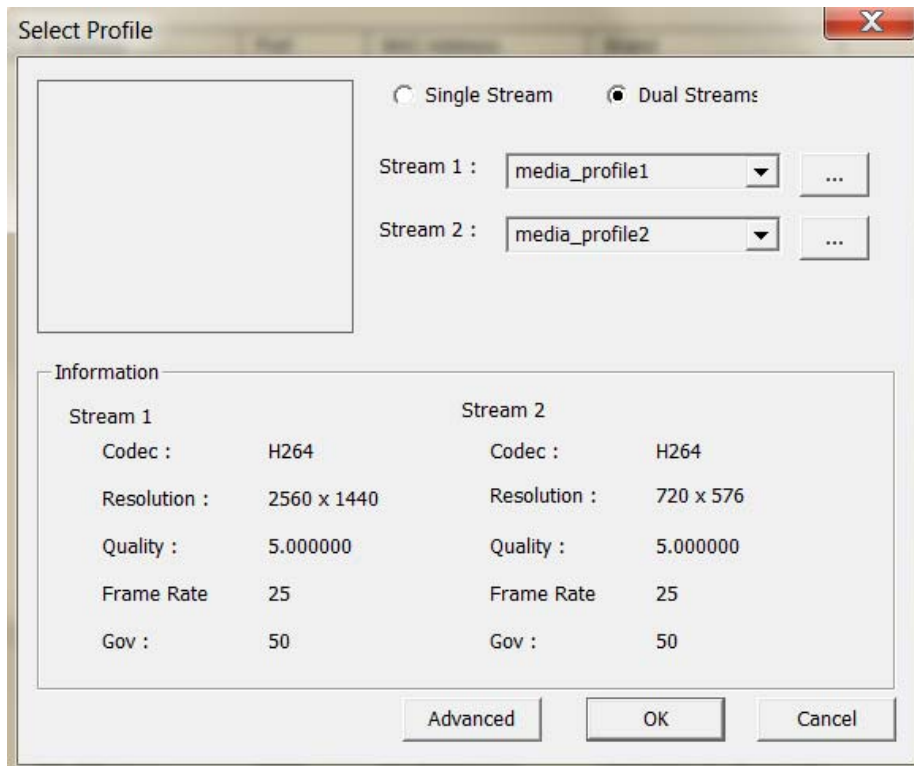 Select Profile
X
Single Stream Dual Streams
Stream 1 : media_profile1 ...
Stream 2 : media_profile2 ...
Information
Stream 1 Stream 2
Codec : H264 Codec : H264
Resolution : 2560 x 1440 Resolution : 720 x 576
Quality : 5.000000 Quality : 5.000000
Frame Rate 25 Frame Rate 25
Gov : 50 Gov : 50
Advanced OK Cancel